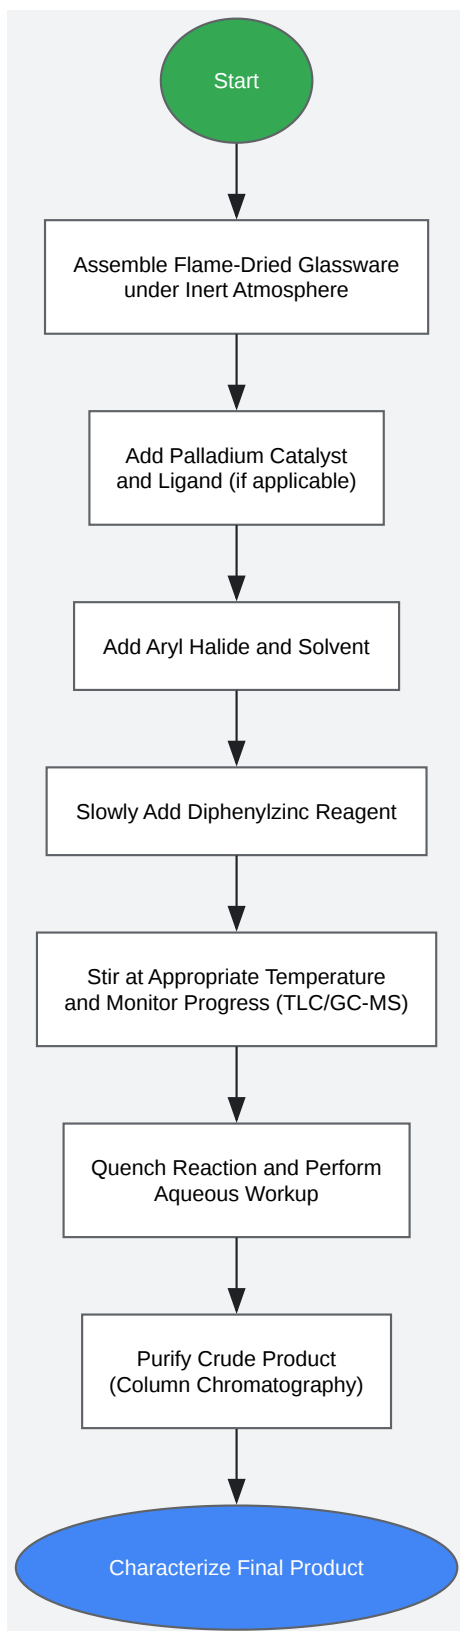 Start
Assemble Flame-Dried Glassware
under Inert Atmosphere
Add Palladium Catalyst
and Ligand (if applicable)
Add Aryl Halide and Solvent
Slowly Add Diphenylzinc Reagent
Stir at Appropriate Temperature
and Monitor Progress (TLC/GC-MS)
Quench Reaction and Perform
Aqueous Workup
Purify Crude Product
(Column Chromatography)
Characterize Final Product